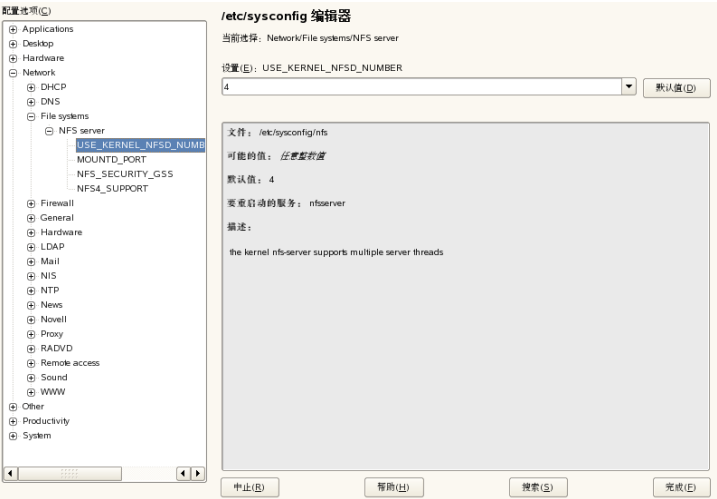 配置选项(C)
Applications
Desktop
Hardware
Network
DHCP
DNS
File systems
NFS server
USE_KERNEL_NFSD_NUMB
MOUNTD_PORT
NFS_SECURITY_GSS
NFS4_SUPPORT
Firewall
General
Hardware
LDAP
Mail
NIS
NTP
News
Novell
Proxy
RADVD
Remote access
Sound
WWW
Other
Productivity
System
/etc/sysconfig 编辑器
当前选择：Network/File systems/NFS server
设置(E)：USE_KERNEL_NFSD_NUMBER
4
默认值(D)
文件：/etc/sysconfig/nfs
可能的值：任意整数值
默认值：4
要重启动的服务：nfsserver
描述：
the kernel nfs-server supports multiple server threads
中止(R)
帮助(H)
搜索(S)
完成(F)